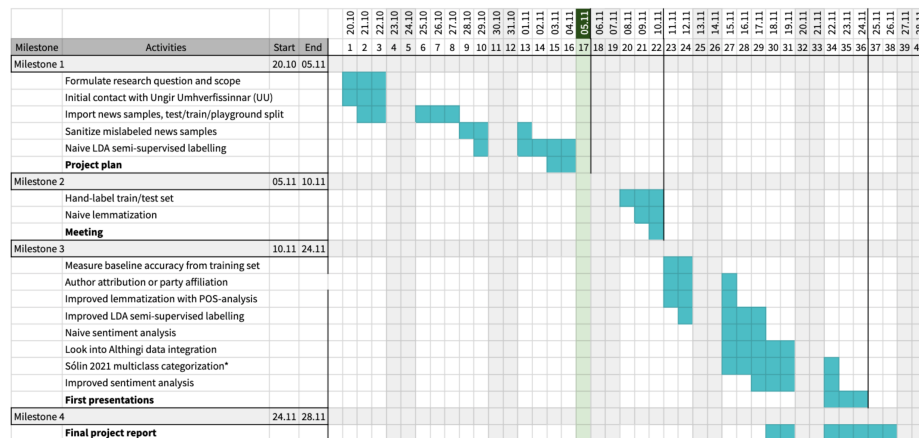 20.10 21.10 22.10 23.10 24.10 25.10 26.10 27.10 28.10 29.10 30.10 31.10 01.11 02.11 03.11 04.11 05.11 06.11 07.11 08.11 09.11 10.11 11.11 12.11 13.11 14.11 15.11 16.11 17.11 18.11 19.11 20.11 21.11 22.11 23.11 24.11 25.11 26.11 27.11
Milestone Activities Start End 1 2 3 4 5 6 7 8 9 10 11 12 13 14 15 16 17 18 19 20 21 22 23 24 25 26 27 28 29 30 31 32 33 34 35 36 37 38 39
Milestone 1 20.10 05.11
Formulate research question and scope
Initial contact with Ungir Umhverfissinnar (UU)
Import news samples, test/train/playground split
Sanitize mislabeled news samples
Naive LDA semi-supervised labelling
Project plan
Milestone 2 05.11 10.11
Hand-label train/test set
Naive lemmatization
Meeting
Milestone 3 10.11 24.11
Measure baseline accuracy from training set
Author attribution or party affiliation
Improved lemmatization with POS-analysis
Improved LDA semi-supervised labelling
Naive sentiment analysis
Look into Althingi data integration
Sólin 2021 multiclass categorization*
Improved sentiment analysis
First presentations
Milestone 4 24.11 28.11
Final project report